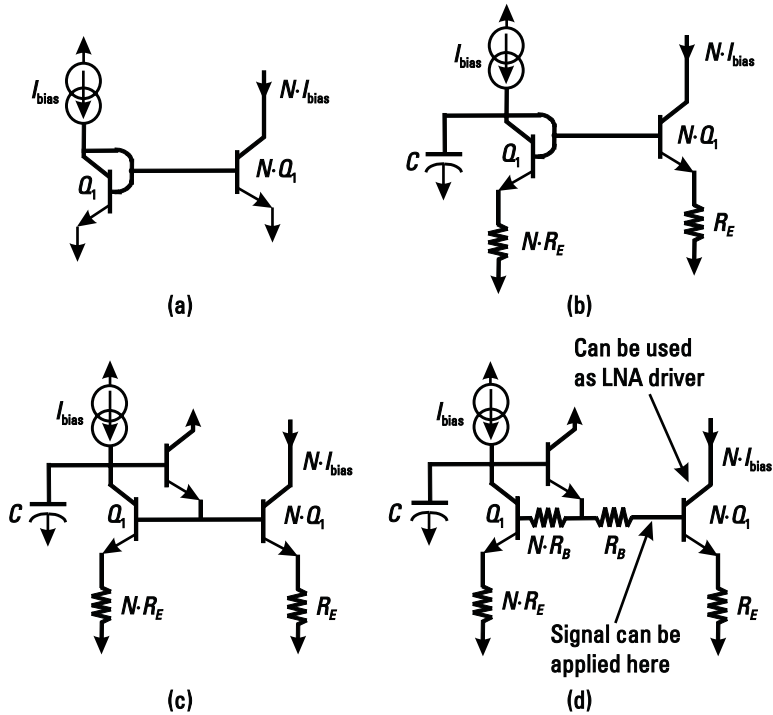 I_bias
N·I_bias
Q_1
N·Q_1
(a)
I_bias
N·I_bias
C
Q_1
N·Q_1
N·R_E
R_E
(b)
I_bias
N·I_bias
C
Q_1
N·Q_1
N·R_E
R_E
(c)
Can be used
as LNA driver
I_bias
N·I_bias
C
Q_1
N·R_B
R_B
N·Q_1
N·R_E
R_E
Signal can be
applied here
(d)